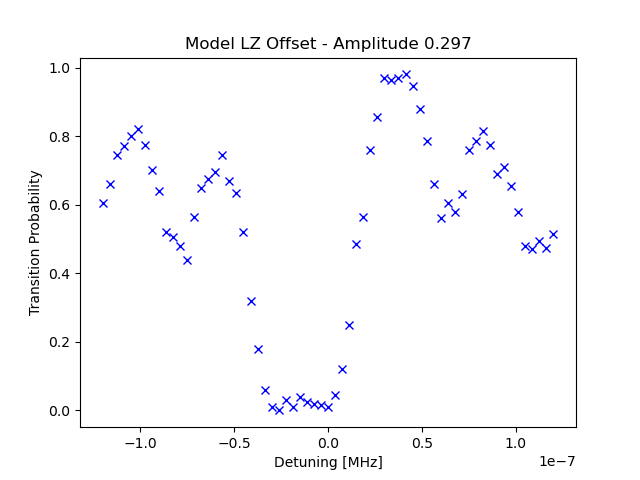 Model LZ Offset - Amplitude 0.297
Transition Probability
1.0
0.8
0.6
0.4
0.2
0.0
−1.0
−0.5
0.0
0.5
1.0
1e−7
Detuning [MHz]